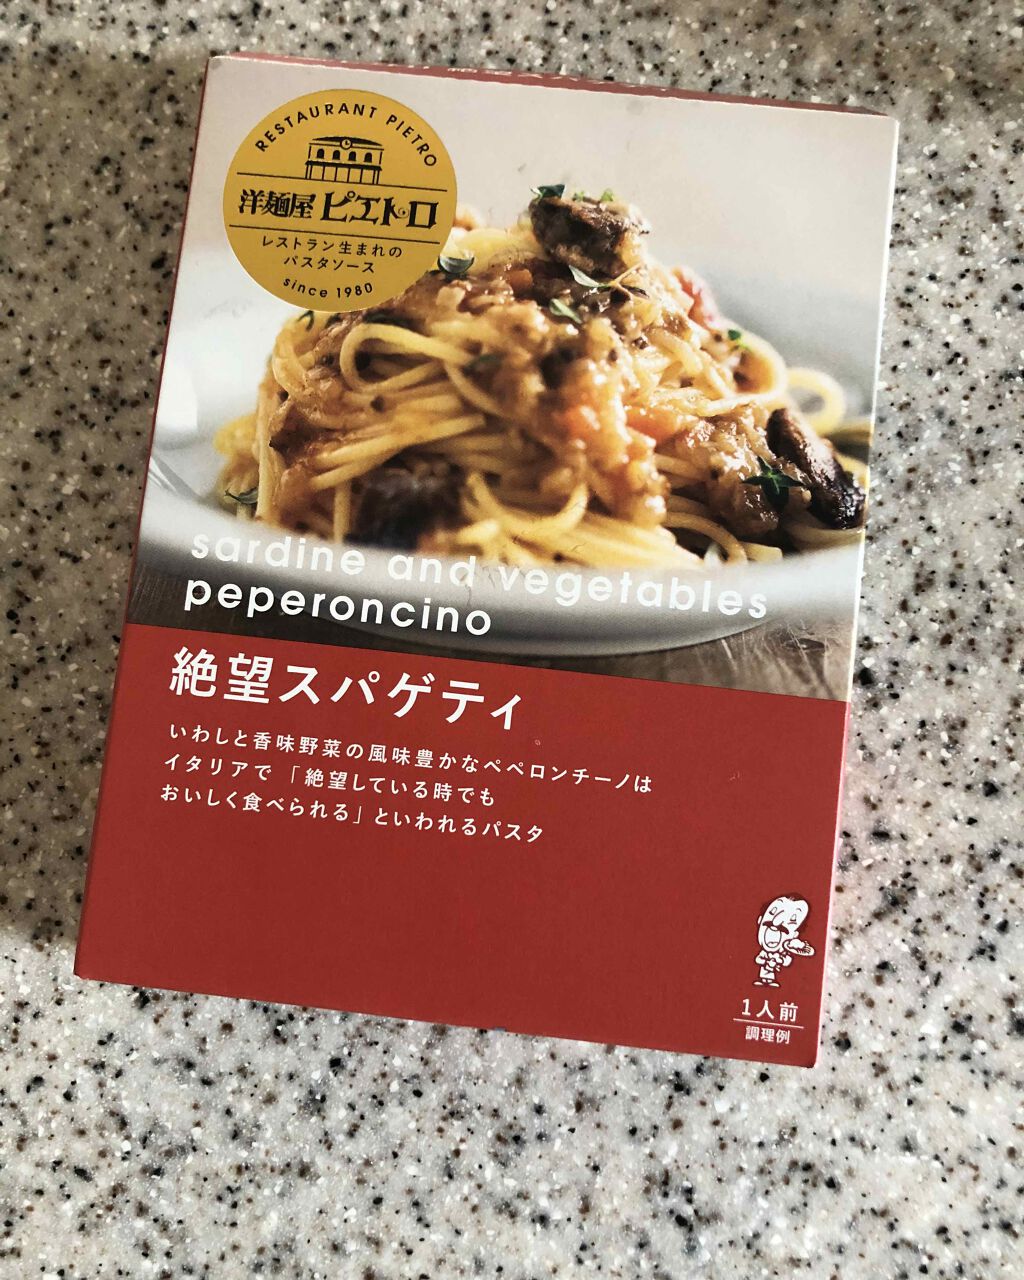 RESTAURANT PIETRO
洋麺屋 ピエトロ
レストラン生まれの
パスタソース
since 1980
sardine and vegetables
peperoncino
絶望スパゲティ
いわしと香味野菜の風味豊かなペペロンチーノは
イタリアで「絶望している時でも
おいしく食べられる」といわれるパスタ
1人前
調理例